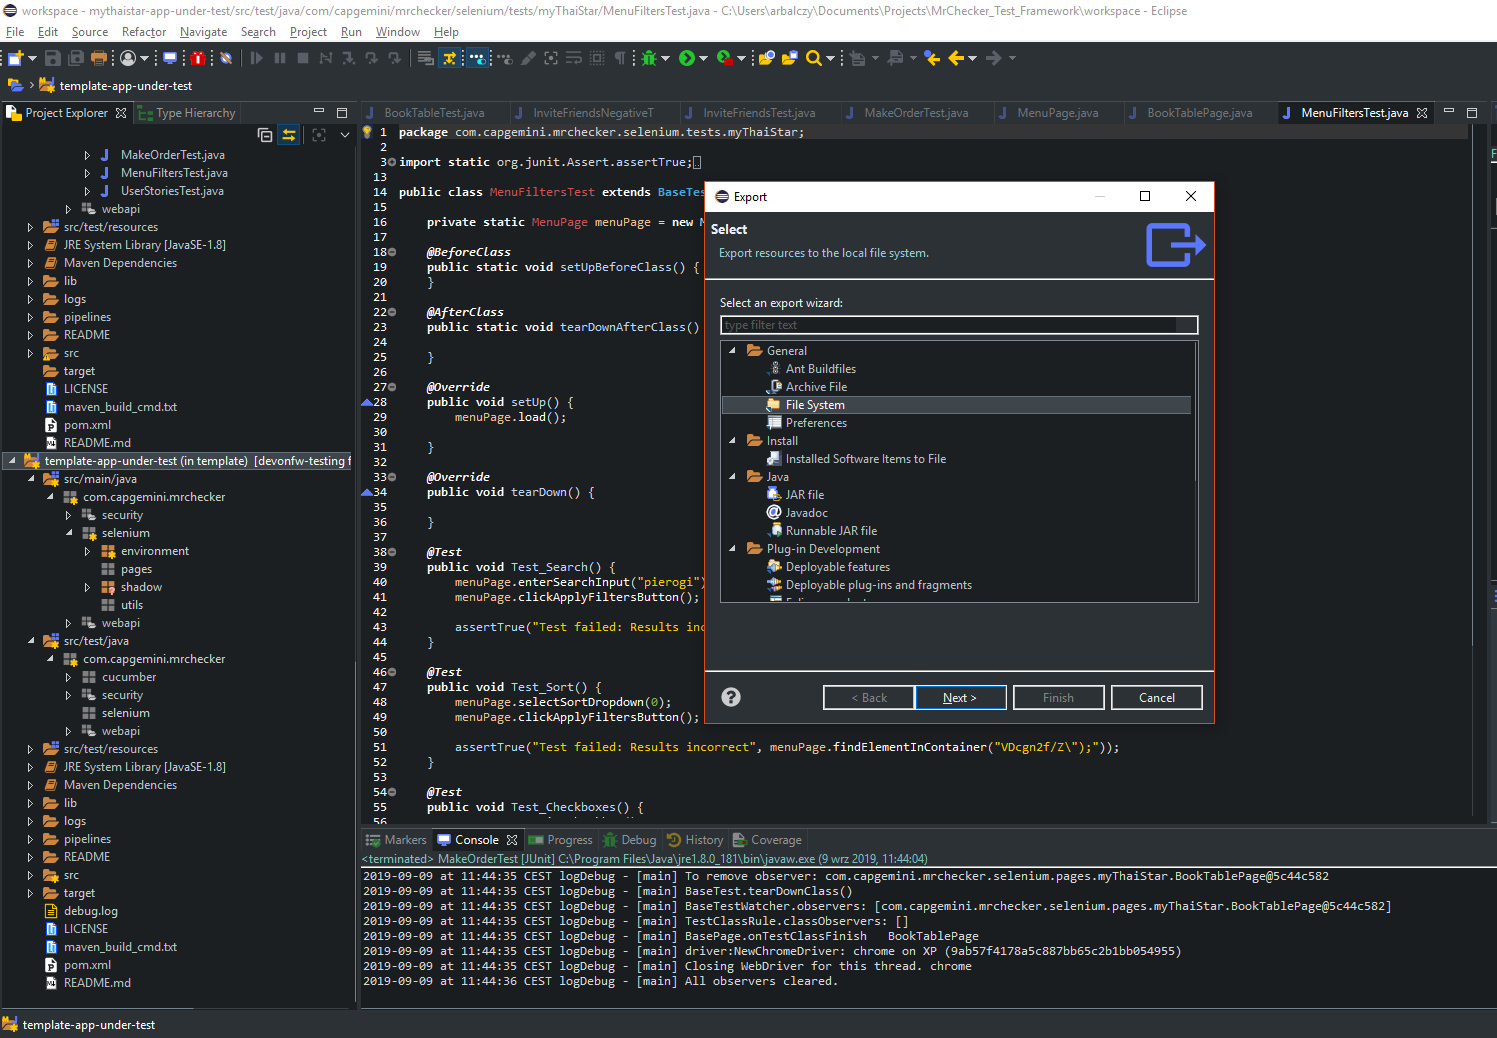 workspace - mythaistar-app-under-test/src/test/java/com/capgemini/mrchecker/selenium/tests/myThaiStar/MenuFiltersTest.java - C:\Users\arbalczy\Documents\Projects\MrChecker_Test_Framework\workspace - Eclipse
File Edit Source Refactor Navigate Search Project Run Window Help
template-app-under-test
Project Explorer Type Hierarchy
MakeOrderTest.java
MenuFiltersTest.java
UserStoriesTest.java
webapi
src/test/resources
JRE System Library [JavaSE-1.8]
Maven Dependencies
lib
logs
pipelines
README
src
target
LICENSE
maven_build_cmd.txt
pom.xml
README.md
template-app-under-test (in template) [devonfw-testing f
src/main/java
com.capgemini.mrchecker
security
selenium
environment
pages
shadow
utils
webapi
src/test/java
com.capgemini.mrchecker
cucumber
security
selenium
webapi
src/test/resources
JRE System Library [JavaSE-1.8]
Maven Dependencies
lib
logs
pipelines
README
src
target
debug.log
LICENSE
maven_build_cmd.txt
pom.xml
README.md
BookTableTest.java InviteFriendsNegativeT InviteFriendsTest.java MakeOrderTest.java MenuPage.java BookTablePage.java MenuFiltersTest.java
1 package com.capgemini.mrchecker.selenium.tests.myThaiStar;
2
3 import static org.junit.Assert.assertTrue;
13
14 public class MenuFiltersTest extends BaseTes
15
16 private static MenuPage menuPage = new M
17
18 @BeforeClass
19 public static void setUpBeforeClass() {
20 }
21
22 @AfterClass
23 public static void tearDownAfterClass()
24
25 }
26
27 @Override
28 public void setUp() {
29 menuPage.load();
30
31 }
32
33 @Override
34 public void tearDown() {
35
36 }
37
38 @Test
39 public void Test_Search() {
40 menuPage.enterSearchInput("pierogi")
41 menuPage.clickApplyFiltersButton();
42
43 assertTrue("Test failed: Results inc
44 }
45
46 @Test
47 public void Test_Sort() {
48 menuPage.selectSortDropdown(0);
49 menuPage.clickApplyFiltersButton();
50
51 assertTrue("Test failed: Results incorrect", menuPage.findElementInContainer("VDcgn2f/Z\");"));
52 }
53
54 @Test
55 public void Test_Checkboxes() {
56
Export
Select
Export resources to the local file system.
Select an export wizard:
type filter text
General
Ant Buildfiles
Archive File
File System
Preferences
Install
Installed Software Items to File
Java
JAR file
Javadoc
Runnable JAR file
Plug-in Development
Deployable features
Deployable plug-ins and fragments
< Back Next > Finish Cancel
Markers Console Progress Debug History Coverage
<terminated> MakeOrderTest [JUnit] C:\Program Files\Java\jre1.8.0_181\bin\javaw.exe (9 wrz 2019, 11:44:04)
2019-09-09 at 11:44:35 CEST logDebug - [main] To remove observer: com.capgemini.mrchecker.selenium.pages.myThaiStar.BookTablePage@5c44c582
2019-09-09 at 11:44:35 CEST logDebug - [main] BaseTest.tearDownClass()
2019-09-09 at 11:44:35 CEST logDebug - [main] BaseTestWatcher.observers: [com.capgemini.mrchecker.selenium.pages.myThaiStar.BookTablePage@5c44c582]
2019-09-09 at 11:44:35 CEST logDebug - [main] TestClassRule.classObservers: []
2019-09-09 at 11:44:35 CEST logDebug - [main] BasePage.onTestClassFinish BookTablePage
2019-09-09 at 11:44:35 CEST logDebug - [main] driver:NewChromeDriver: chrome on XP (9ab57f4178a5c887bb65c2b1bb054955)
2019-09-09 at 11:44:35 CEST logDebug - [main] Closing WebDriver for this thread. chrome
2019-09-09 at 11:44:36 CEST logDebug - [main] All observers cleared.
template-app-under-test